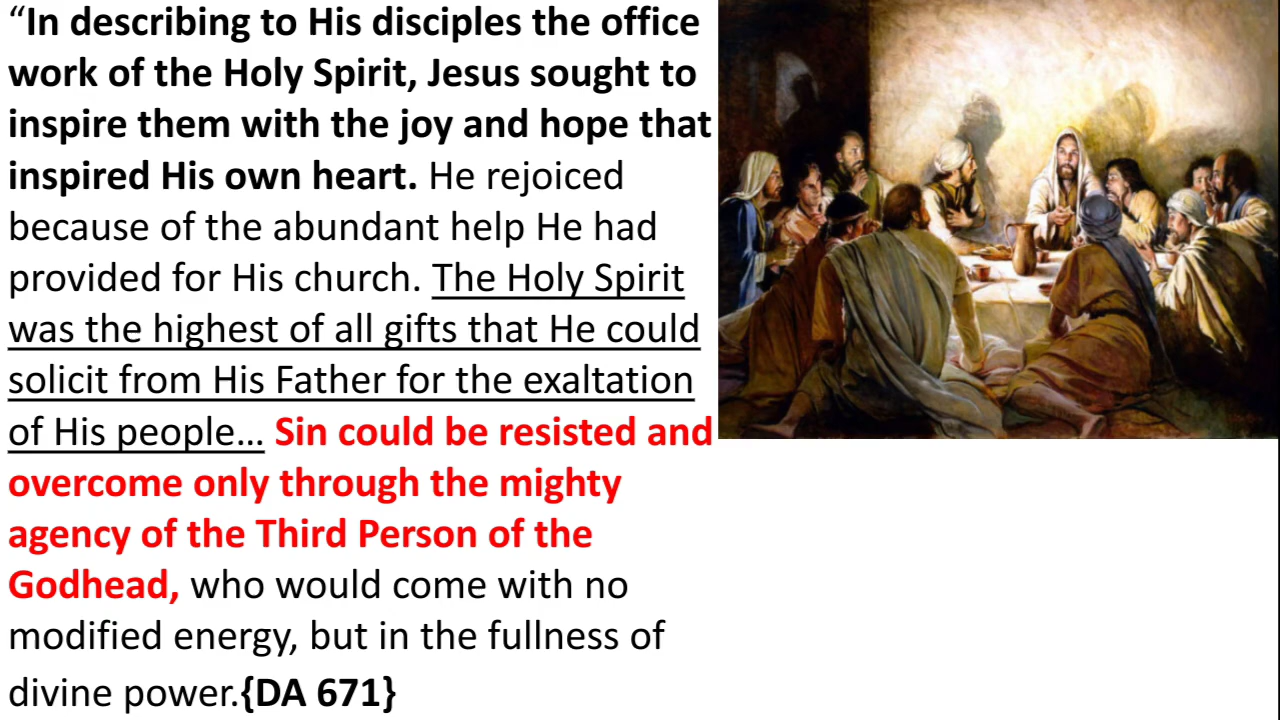 “In describing to His disciples the office
work of the Holy Spirit, Jesus sought to
inspire them with the joy and hope that
inspired His own heart. He rejoiced
because of the abundant help He had
provided for His church. The Holy Spirit
was the highest of all gifts that He could
solicit from His Father for the exaltation
of His people… Sin could be resisted and
overcome only through the mighty
agency of the Third Person of the
Godhead, who would come with no
modified energy, but in the fullness of
divine power.{DA 671}